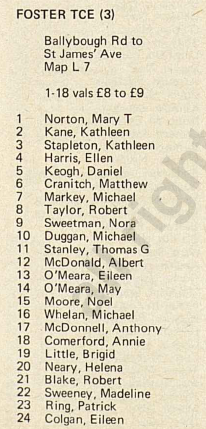 FOSTER TCE (3)
Ballybough Rd to
St James' Ave
Map L 7
1-18 vals £8 to £9
1 Norton, Mary T
2 Kane, Kathleen
3 Stapleton, Kathleen
4 Harris, Ellen
5 Keogh, Daniel
6 Cranitch, Matthew
7 Markey, Michael
8 Taylor, Robert
9 Sweetman, Nora
10 Duggan, Michael
11 Stanley, Thomas G
12 McDonald, Albert
13 O'Meara, Eileen
14 O'Meara, May
15 Moore, Noel
16 Whelan, Michael
17 McDonnell, Anthony
18 Comerford, Annie
19 Little, Brigid
20 Neary, Helena
21 Blake, Robert
22 Sweeney, Madeline
23 Ring, Patrick
24 Colgan, Eileen